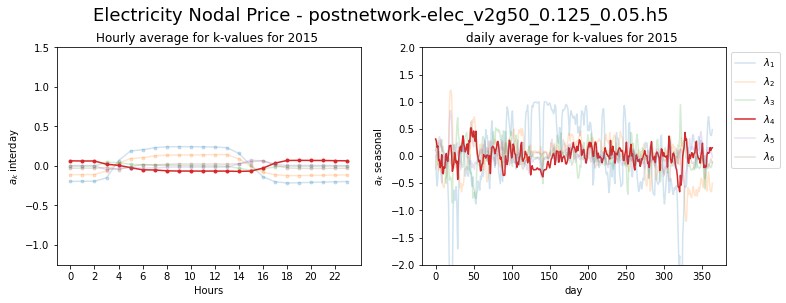 Electricity Nodal Price - postnetwork-elec_v2g50_0.125_0.05.h5
Hourly average for k-values for 2015
1.5
1.0
0.5
0.0
−0.5
−1.0
a_k interday
0 2 4 6 8 10 12 14 16 18 20 22
Hours
daily average for k-values for 2015
2.0
1.5
1.0
0.5
0.0
−0.5
−1.0
−1.5
−2.0
a_k seasonal
0 50 100 150 200 250 300 350
day
λ₁
λ₂
λ₃
λ₄
λ₅
λ₆